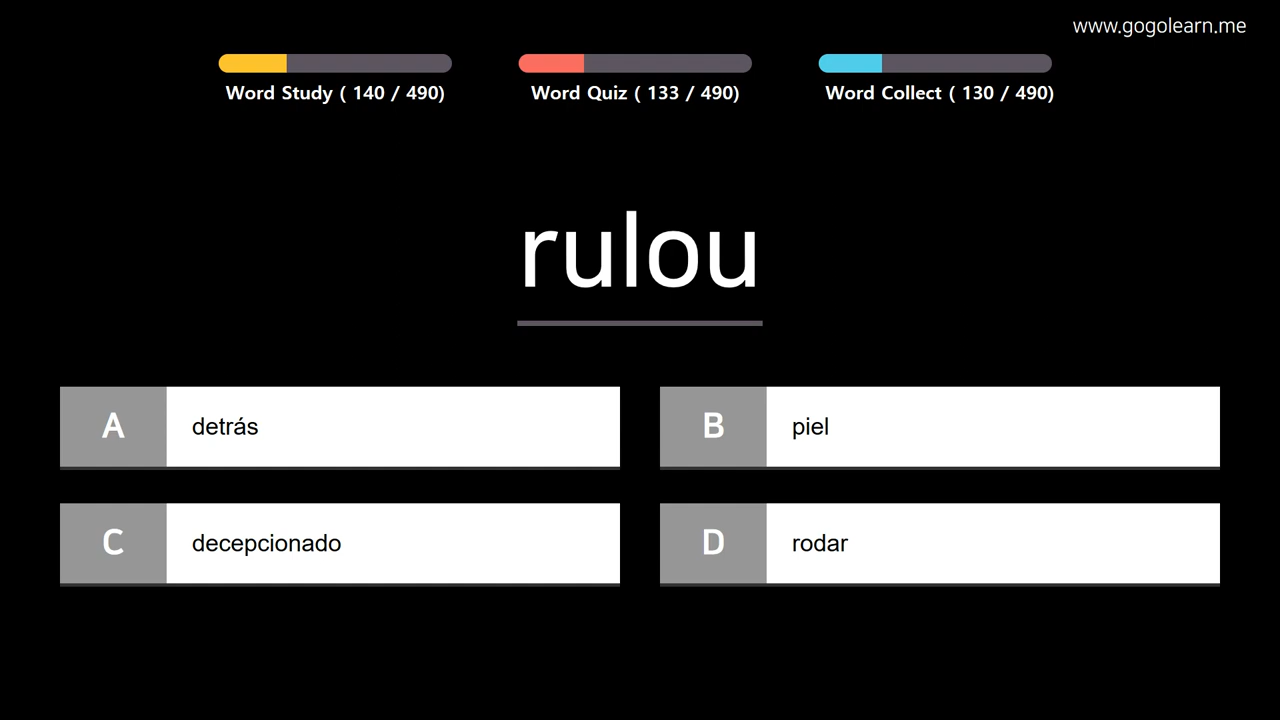 www.gogolearn.me
Word Study ( 140 / 490)
Word Quiz ( 133 / 490)
Word Collect ( 130 / 490)
rulou
A detrás
B piel
C decepcionado
D rodar